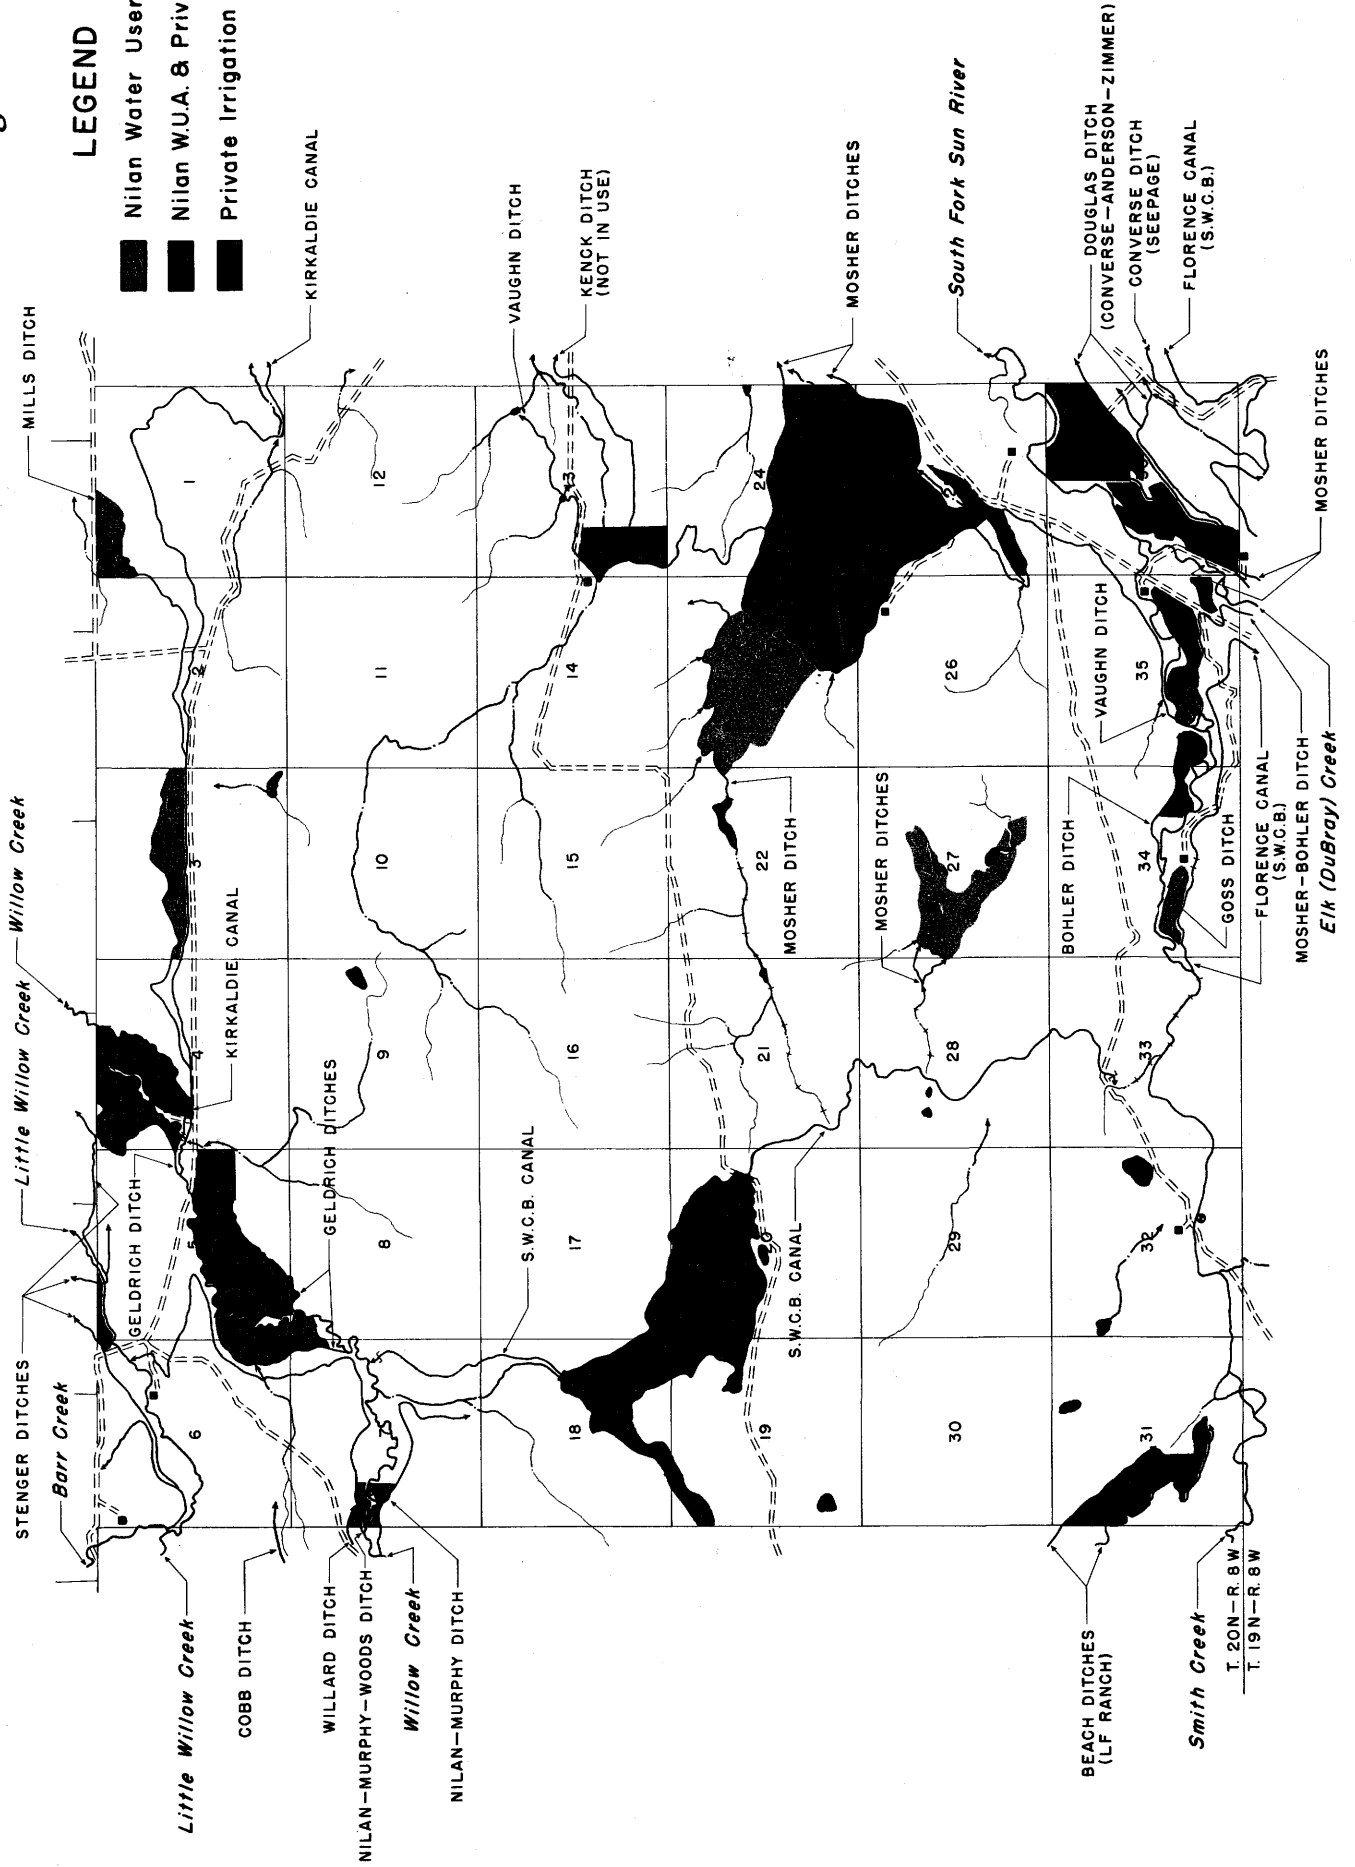 LEGEND
Nilan Water User
Nilan W.U.A. & Priv
Private Irrigation
MILLS DITCH
KIRKALDIE CANAL
VAUGHN DITCH
KENCK DITCH
(NOT IN USE)
MOSHER DITCHES
South Fork Sun River
DOUGLAS DITCH
(CONVERSE-ANDERSON-ZIMMER)
CONVERSE DITCH
(SEEPAGE)
FLORENCE CANAL
(S.W.C.B.)
MOSHER DITCHES
1
12
13
24
2
11
14
26
35
VAUGHN DITCH
Willow Creek
3
10
15
22
27
34
KIRKALDIE CANAL
MOSHER DITCH
MOSHER DITCHES
BOHLER DITCH
GOSS DITCH
FLORENCE CANAL
(S.W.C.B.)
MOSHER-BOHLER DITCH
Elk (DuBray) Creek
Little Willow Creek
4
9
16
21
28
33
GELDRICH DITCH
GELDRICH DITCHES
S.W.C.B. CANAL
S.W.C.B. CANAL
5
8
17
20
29
32
STENGER DITCHES
Barr Creek
6
7
18
19
30
31
Little Willow Creek
COBB DITCH
WILLARD DITCH
NILAN-MURPHY-WOODS DITCH
Willow Creek
NILAN-MURPHY DITCH
BEACH DITCHES
(LF RANCH)
Smith Creek
T. 20N-R. 8W
T. 19N-R. 8W